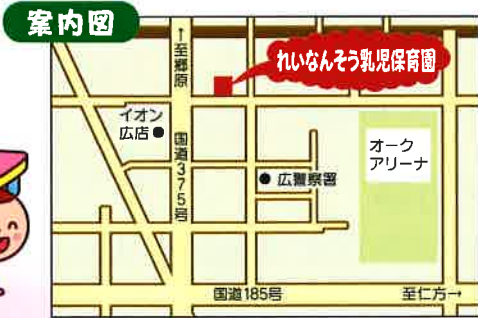 案内図
↑至郷原
れいなんそう乳児保育園
イオン
広店
国道375号
オーク
アリーナ
広警察署
国道185号
至仁方→